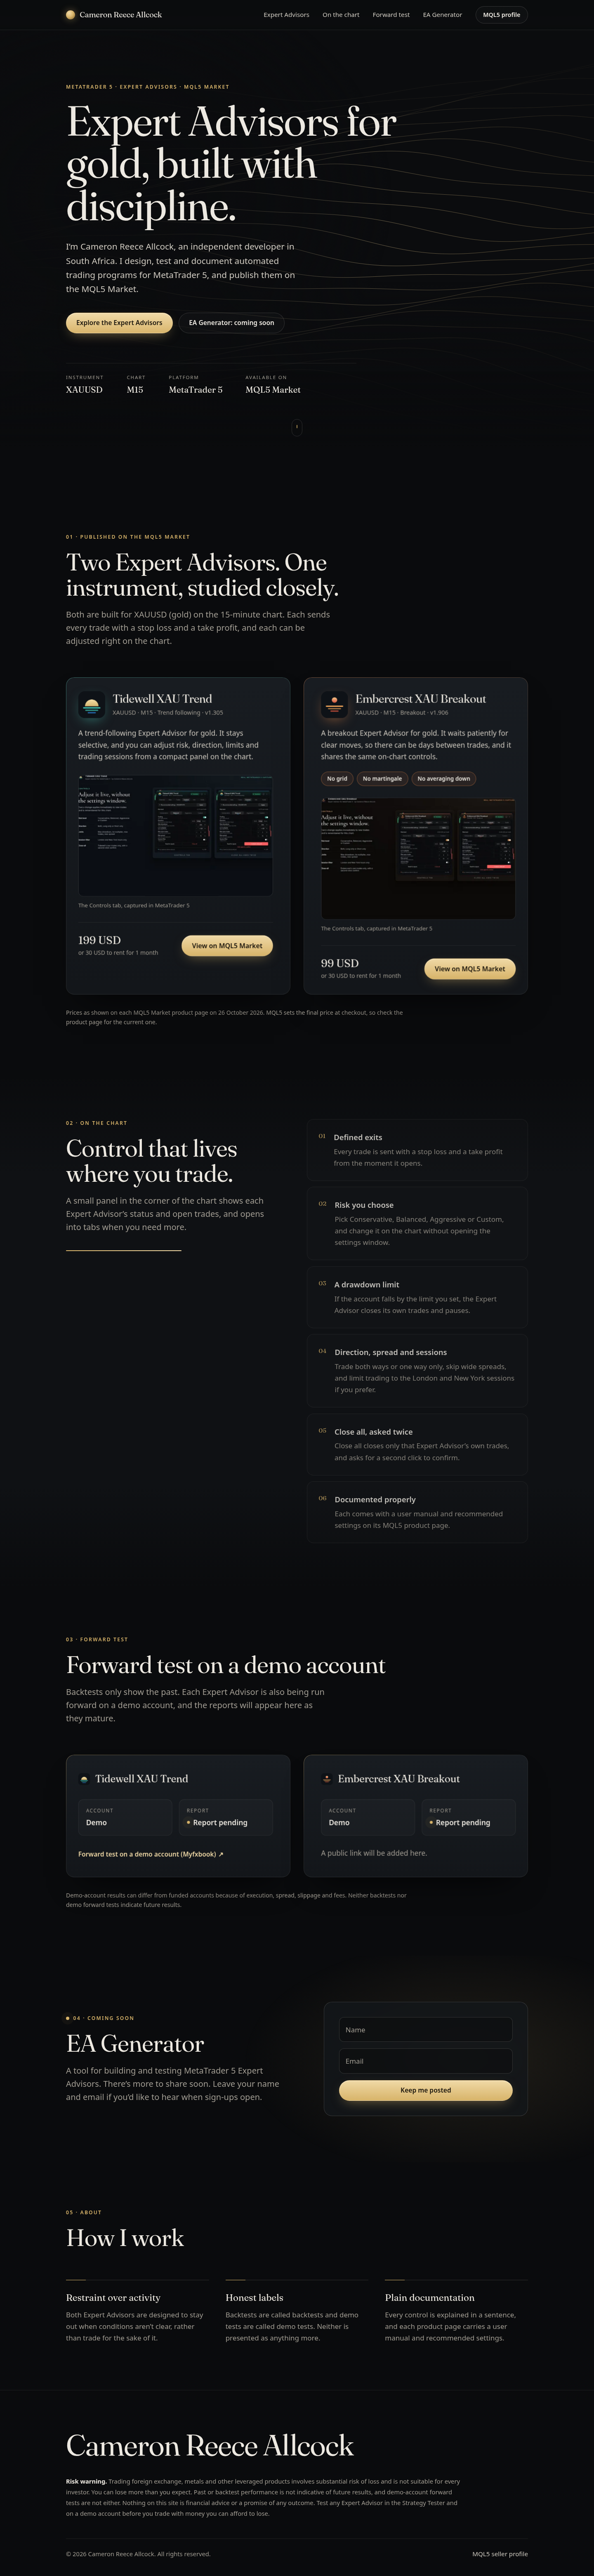 Cameron Reece Allcock
Expert Advisors
On the chart
Forward test
EA Generator
MQL5 profile
METATRADER 5 · EXPERT ADVISORS · MQL5 MARKET
Expert Advisors for
gold, built with
discipline.
I'm Cameron Reece Allcock, an independent developer in
South Africa. I design, test and document automated
trading programs for MetaTrader 5, and publish them on
the MQL5 Market.
Explore the Expert Advisors
EA Generator: coming soon
INSTRUMENT
XAUUSD
CHART
M15
PLATFORM
MetaTrader 5
AVAILABLE ON
MQL5 Market
01 · PUBLISHED ON THE MQL5 MARKET
Two Expert Advisors. One
instrument, studied closely.
Both are built for XAUUSD (gold) on the 15-minute chart. Each sends
every trade with a stop loss and a take profit, and each can be
adjusted right on the chart.
Tidewell XAU Trend
XAUUSD · M15 · Trend following · v1.305
A trend-following Expert Advisor for gold. It stays
selective, and you can adjust risk, direction, limits and
trading sessions from a compact panel on the chart.
Adjust it live, without
the settings window.
The Controls tab, captured in MetaTrader 5
199 USD
or 30 USD to rent for 1 month
View on MQL5 Market
Embercrest XAU Breakout
XAUUSD · M15 · Breakout · v1.906
A breakout Expert Advisor for gold. It waits patiently for
clear moves, so there can be days between trades, and it
shares the same on-chart controls.
No grid
No martingale
No averaging down
Adjust it live, without
the settings window.
The Controls tab, captured in MetaTrader 5
99 USD
or 30 USD to rent for 1 month
View on MQL5 Market
Prices as shown on each MQL5 Market product page on 26 October 2026. MQL5 sets the final price at checkout, so check the
product page for the current one.
02 · ON THE CHART
Control that lives
where you trade.
A small panel in the corner of the chart shows each
Expert Advisor's status and open trades, and opens
into tabs when you need more.
01 Defined exits
Every trade is sent with a stop loss and a take profit
from the moment it opens.
02 Risk you choose
Pick Conservative, Balanced, Aggressive or Custom,
and change it on the chart without opening the
settings window.
03 A drawdown limit
If the account falls by the limit you set, the Expert
Advisor closes its own trades and pauses.
04 Direction, spread and sessions
Trade both ways or one way only, skip wide spreads,
and limit trading to the London and New York sessions
if you prefer.
05 Close all, asked twice
Close all closes only that Expert Advisor's own trades,
and asks for a second click to confirm.
06 Documented properly
Each comes with a user manual and recommended
settings on its MQL5 product page.
03 · FORWARD TEST
Forward test on a demo account
Backtests only show the past. Each Expert Advisor is also being run
forward on a demo account, and the reports will appear here as
they mature.
Tidewell XAU Trend
ACCOUNT
Demo
REPORT
Report pending
Forward test on a demo account (Myfxbook) ↗
Embercrest XAU Breakout
ACCOUNT
Demo
REPORT
Report pending
A public link will be added here.
Demo-account results can differ from funded accounts because of execution, spread, slippage and fees. Neither backtests nor
demo forward tests indicate future results.
04 · COMING SOON
EA Generator
A tool for building and testing MetaTrader 5 Expert
Advisors. There's more to share soon. Leave your name
and email if you'd like to hear when sign-ups open.
Name
Email
Keep me posted
05 · ABOUT
How I work
Restraint over activity
Both Expert Advisors are designed to stay
out when conditions aren't clear, rather
than trade for the sake of it.
Honest labels
Backtests are called backtests and demo
tests are called demo tests. Neither is
presented as anything more.
Plain documentation
Every control is explained in a sentence,
and each product page carries a user
manual and recommended settings.
Cameron Reece Allcock
Risk warning. Trading foreign exchange, metals and other leveraged products involves substantial risk of loss and is not suitable for every
investor. You can lose more than you expect. Past or backtest performance is not indicative of future results, and demo-account forward
tests are not either. Nothing on this site is financial advice or a promise of any outcome. Test any Expert Advisor in the Strategy Tester and
on a demo account before you trade with money you can afford to lose.
© 2026 Cameron Reece Allcock. All rights reserved.
MQL5 seller profile